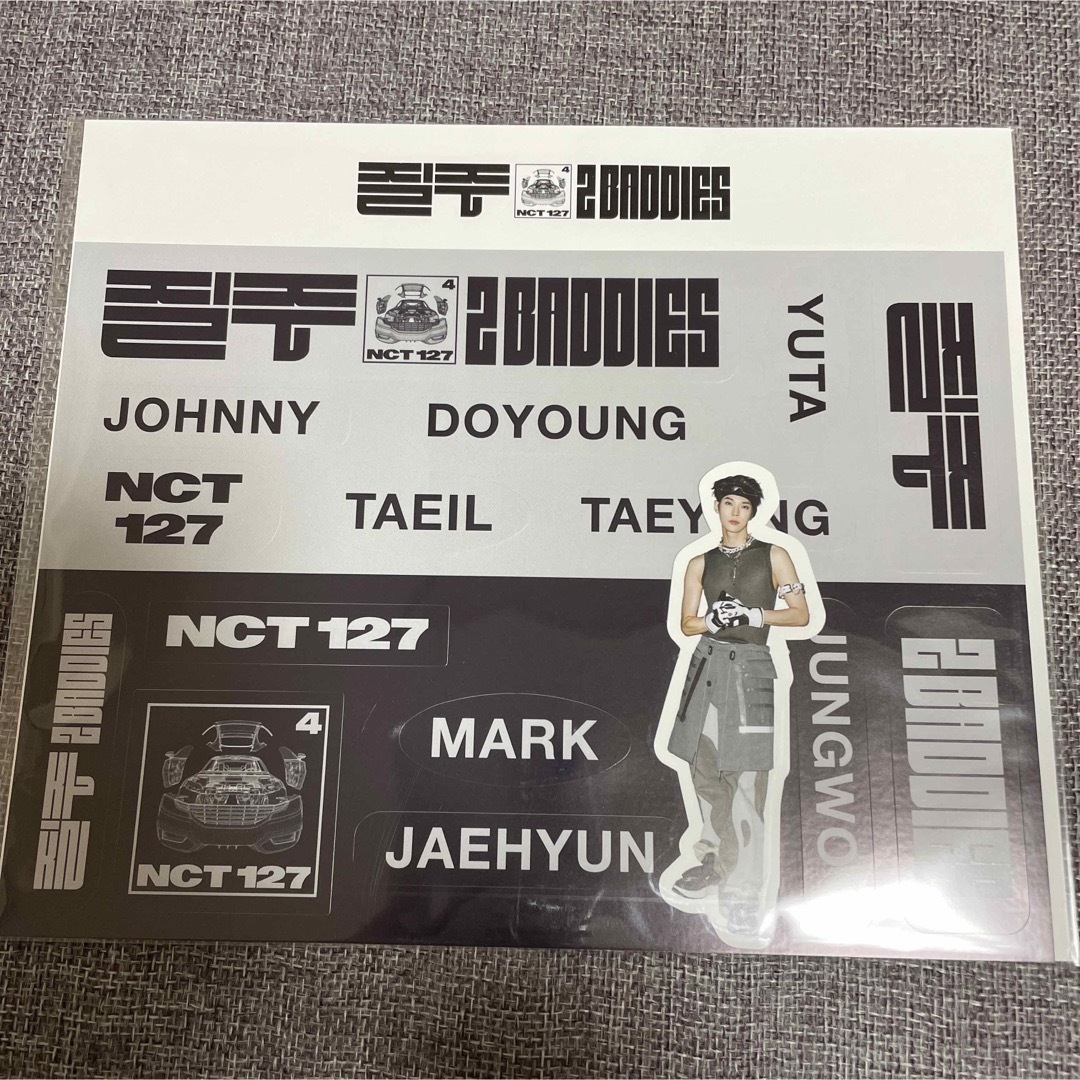 질주 4 NCT 127 2 BADDIES
질주 4 NCT 127 2 BADDIES
YUTA
질주
JOHNNY DOYOUNG
NCT
127
TAEIL
질주 2 BADDIES
NCT 127
4
NCT 127
MARK
JAEHYUN
2 BADDIES